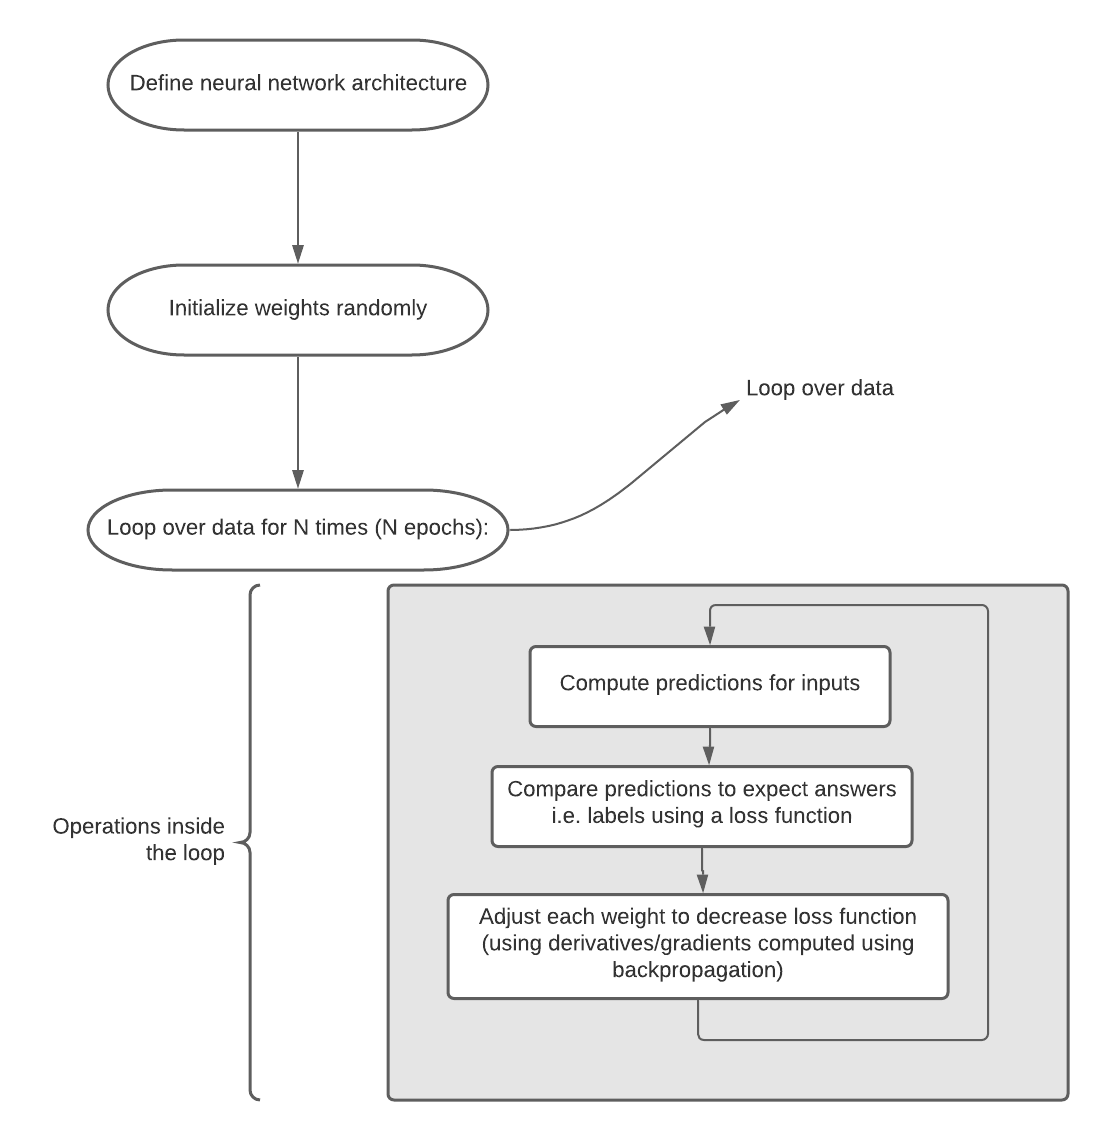 Define neural network architecture
Initialize weights randomly
Loop over data
Loop over data for N times (N epochs):
Compute predictions for inputs
Compare predictions to expect answers
i.e. labels using a loss function
Operations inside
the loop
Adjust each weight to decrease loss function
(using derivatives/gradients computed using
backpropagation)